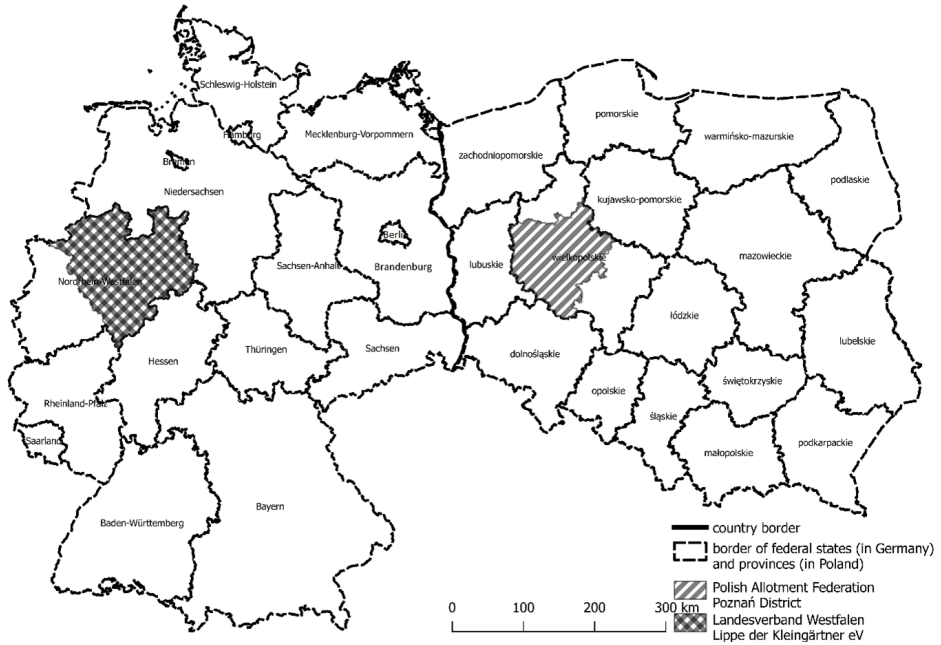 Schleswig-Holstein
Hamburg
Mecklenburg-Vorpommern
Bremen
Niedersachsen
Berlin
Brandenburg
Sachsen-Anhalt
Nordrhein-Westfalen
Hessen
Thüringen
Sachsen
Rheinland-Pfalz
Saarland
Baden-Württemberg
Bayern
zachodniopomorskie
pomorskie
warmińsko-mazurskie
podlaskie
kujawsko-pomorskie
lubuskie
wielkopolskie
mazowieckie
łódzkie
lubelskie
dolnośląskie
opolskie
śląskie
świętokrzyskie
małopolskie
podkarpackie
country border
border of federal states (in Germany)
and provinces (in Poland)
Polish Allotment Federation
Poznań District
Landesverband Westfalen
Lippe der Kleingärtner eV
0 100 200 300 km